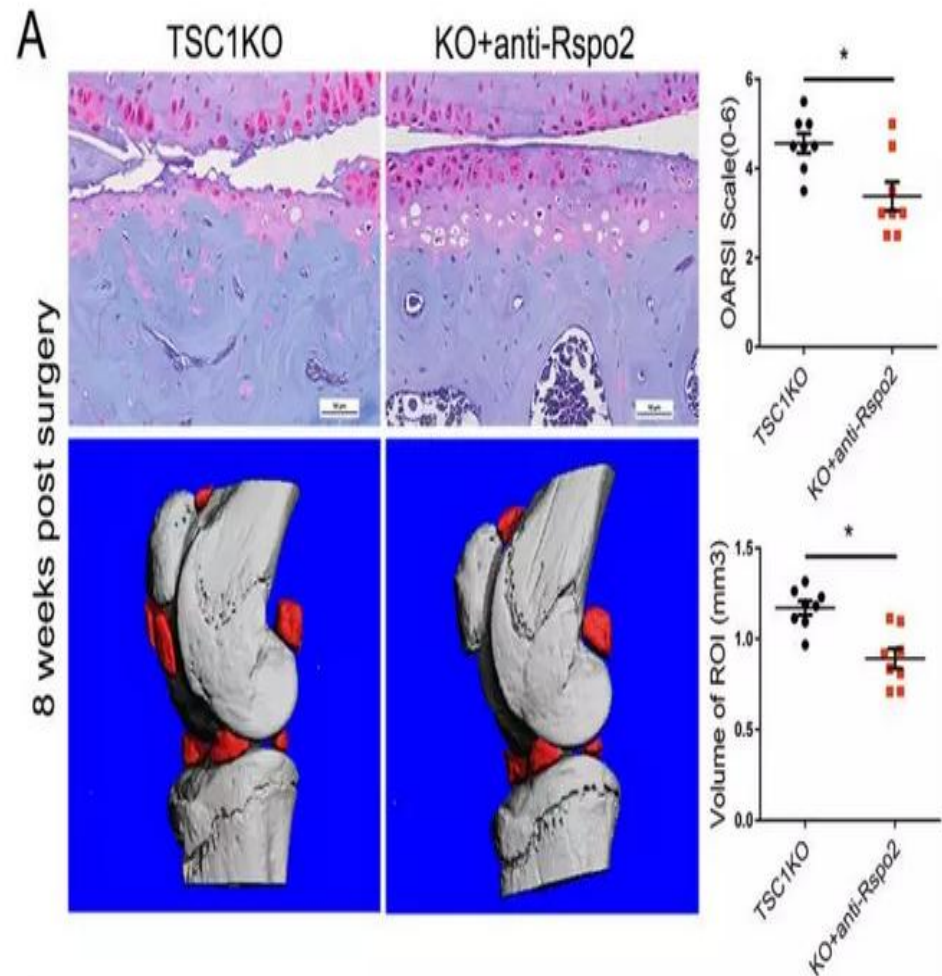 A
TSC1KO
KO+anti-Rspo2
8 weeks post surgery
OARSI Scale(0-6)
6
4
2
0
*
TSC1KO
KO+anti-Rspo2
Volume of ROI (mm3)
1.5
1.0
0.5
0.0
*
TSC1KO
KO+anti-Rspo2